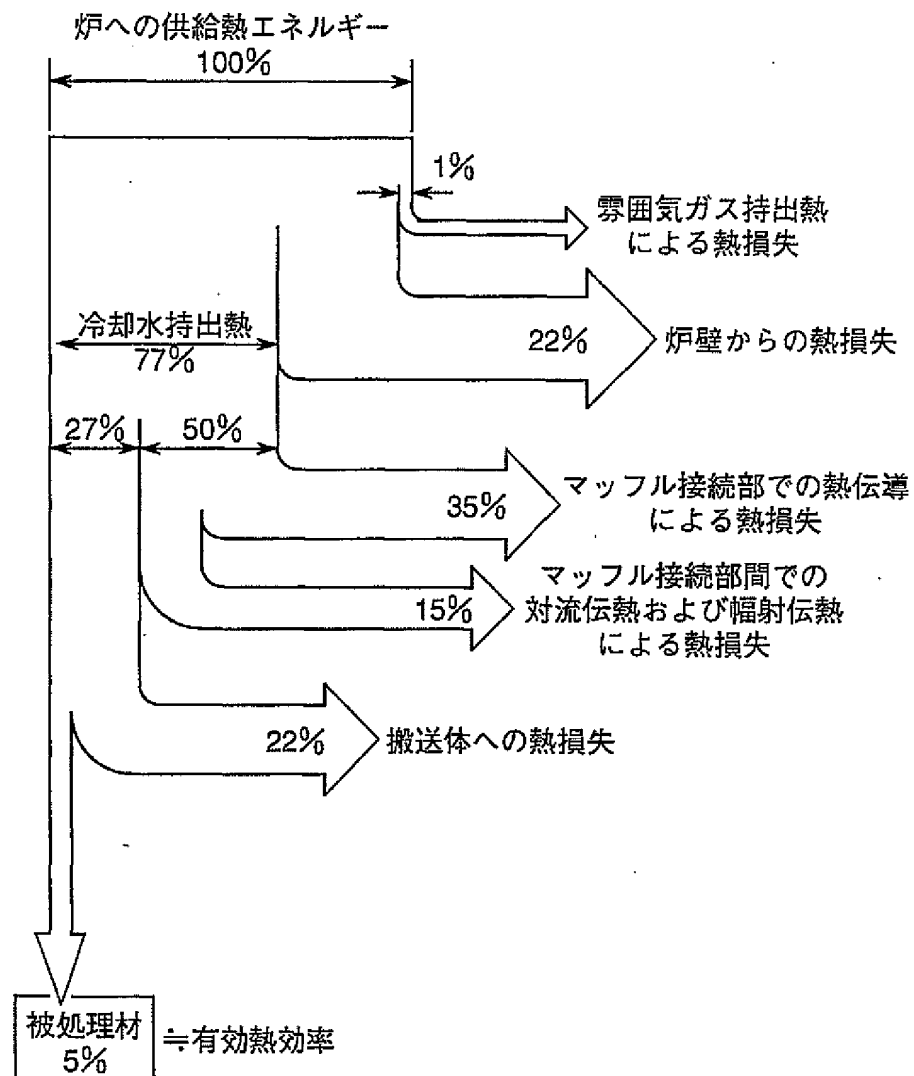 炉への供給熱エネルギー
100%
1%
雰囲気ガス持出熱
による熱損失
冷却水持出熱
77%
22%
炉壁からの熱損失
27%
50%
35%
マッフル接続部での熱伝導
による熱損失
15%
マッフル接続部間での
対流伝熱および輻射伝熱
による熱損失
22%
搬送体への熱損失
被処理材
5%
≒有効熱効率